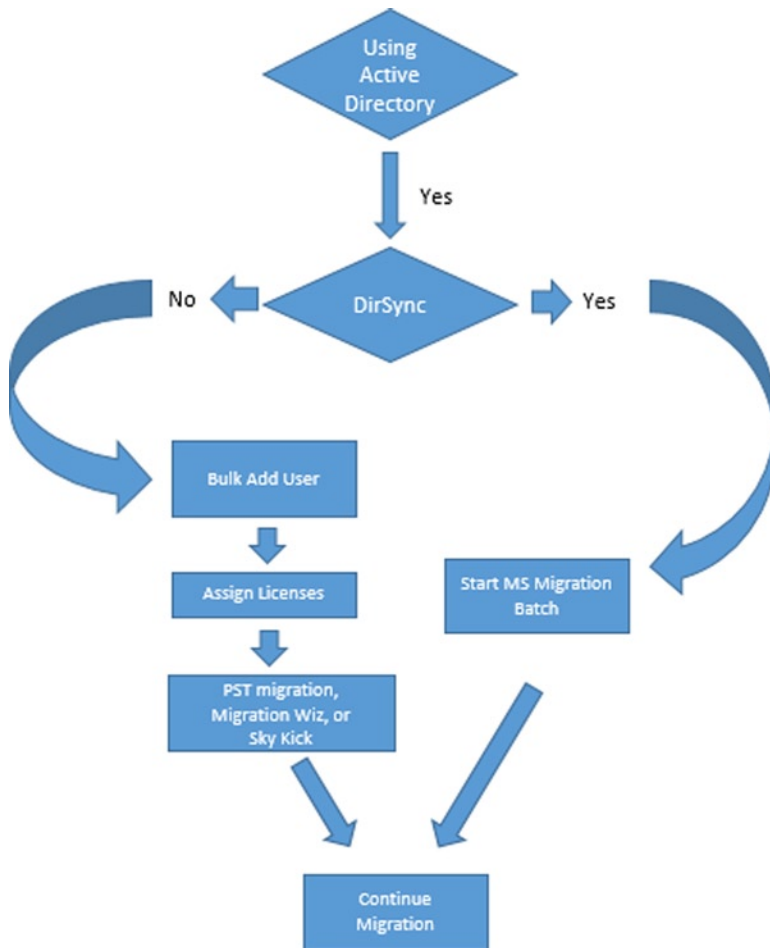 Using
Active
Directory
Yes
No
DirSync
Yes
Bulk Add User
Assign Licenses
Start MS Migration
Batch
PST migration,
Migration Wiz, or
Sky Kick
Continue
Migration